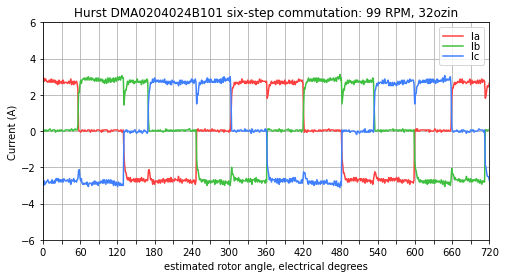 Hurst DMA0204024B101 six-step commutation: 99 RPM, 32ozin
Ia
Ib
Ic
Current (A)
6
4
2
0
−2
−4
−6
0 60 120 180 240 300 360 420 480 540 600 660 720
estimated rotor angle, electrical degrees